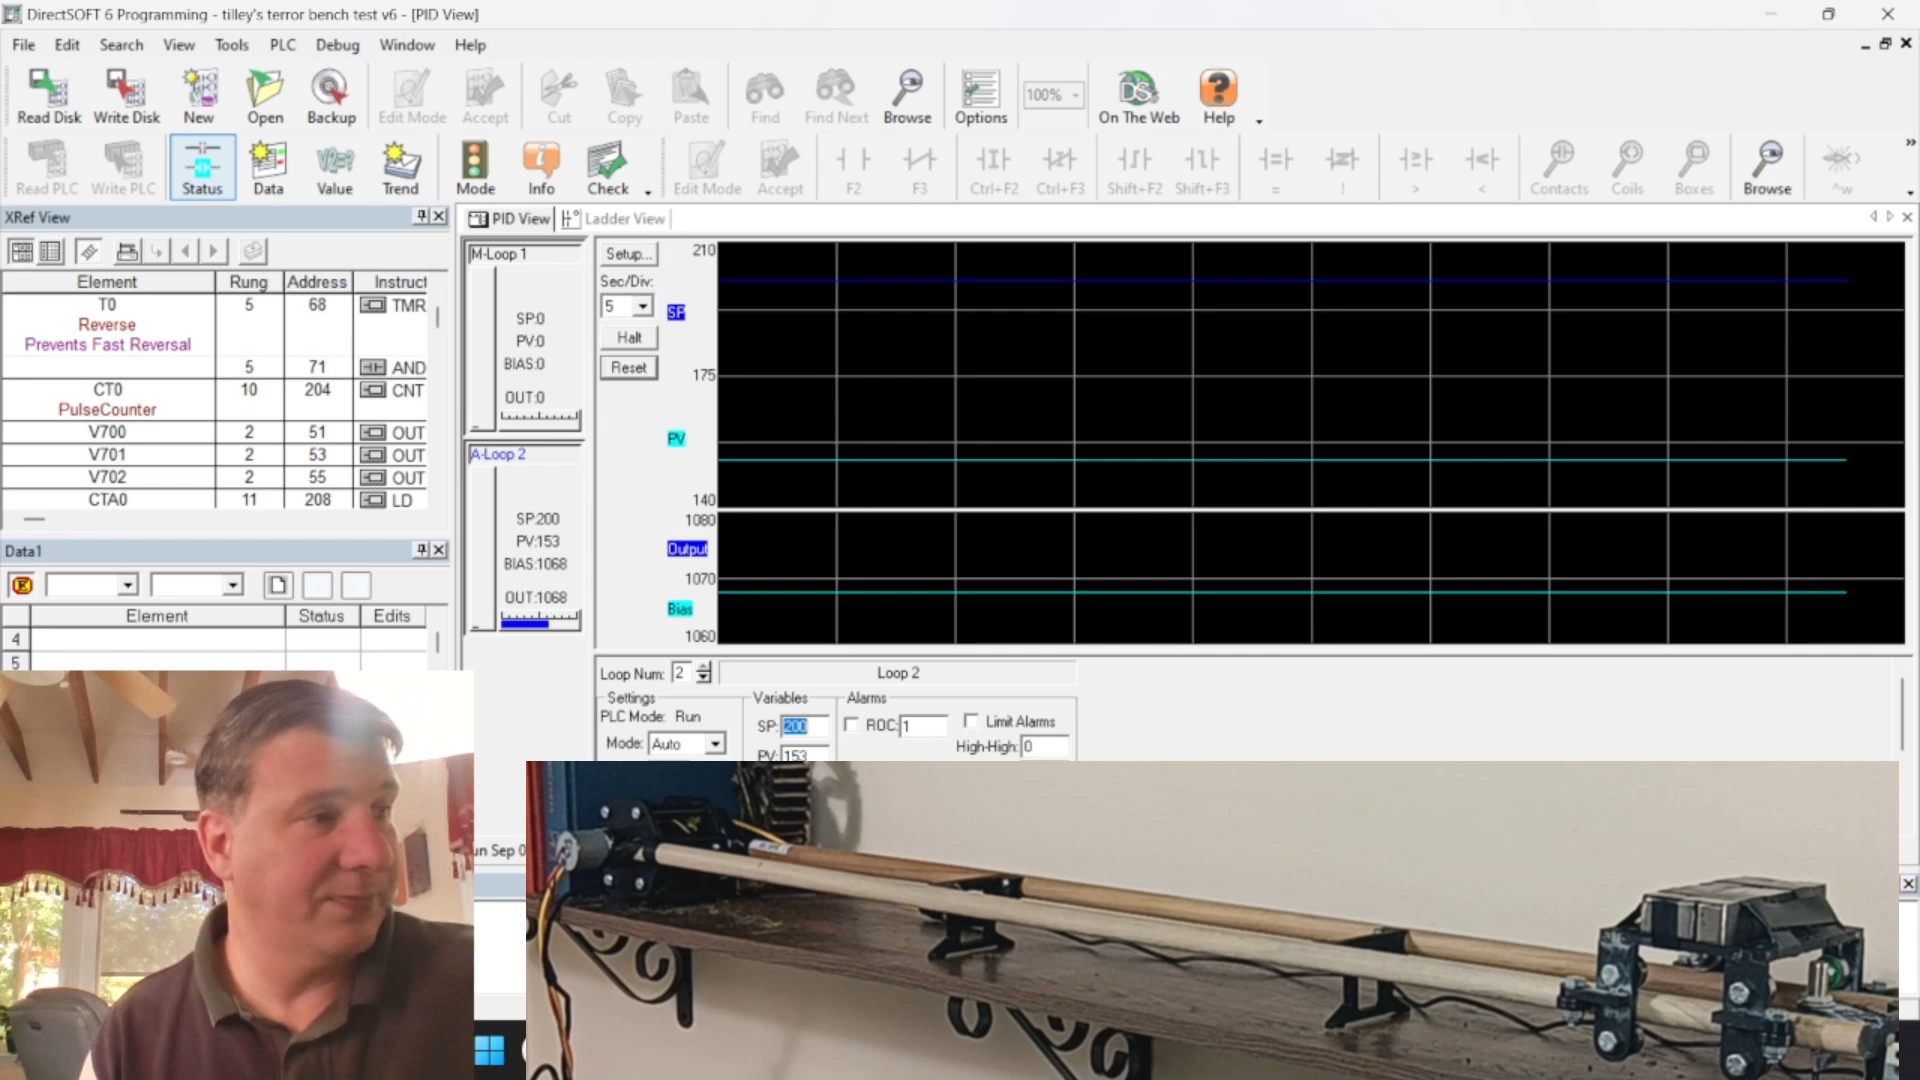 DirectSOFT 6 Programming - tilley's terror bench test v6 - [PID View]
File Edit Search View Tools PLC Debug Window Help
Read Disk Write Disk New Open Backup Edit Mode Accept Cut Copy Paste Find Find Next Browse Options 100% On The Web Help
Read PLC Write PLC Status Data Value Trend Mode Info Check Edit Mode Accept F2 F3 Ctrl+F2 Ctrl+F3 Shift+F2 Shift+F3 = ! > < Contacts Coils Boxes Browse ^w
XRef View
Element Rung Address Instruct
T0 5 68 TMR
Reverse
Prevents Fast Reversal
5 71 AND
CT0 10 204 CNT
PulseCounter
V700 2 51 OUT
V701 2 53 OUT
V702 2 55 OUT
CTA0 11 208 LD
Data1
Element Status Edits
4
5
PID View Ladder View
M-Loop 1
SP:0
PV:0
BIAS:0
OUT:0
A-Loop 2
SP:200
PV:153
BIAS:1068
OUT:1068
Setup...
Sec/Div:
5
Halt
Reset
210
SP
175
PV
140
1080
Output
1070
Bias
1060
Loop Num: 2 Loop 2
Settings Variables Alarms
PLC Mode: Run SP: 200 ROC: 1 Limit Alarms
Mode: Auto PV: 153 High-High: 0
un Sep 0